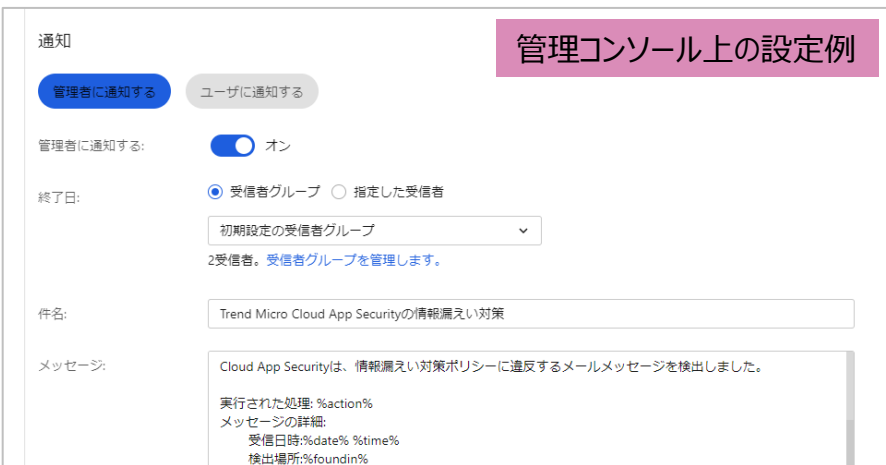 管理コンソール上の設定例
通知
管理者に通知する ユーザに通知する
管理者に通知する: オン
終了日: 受信者グループ 指定した受信者
初期設定の受信者グループ
2受信者。受信者グループを管理します。
件名: Trend Micro Cloud App Securityの情報漏えい対策
メッセージ: Cloud App Securityは、情報漏えい対策ポリシーに違反するメールメッセージを検出しました。
実行された処理: %action%
メッセージの詳細:
受信日時:%date% %time%
検出場所:%foundin%